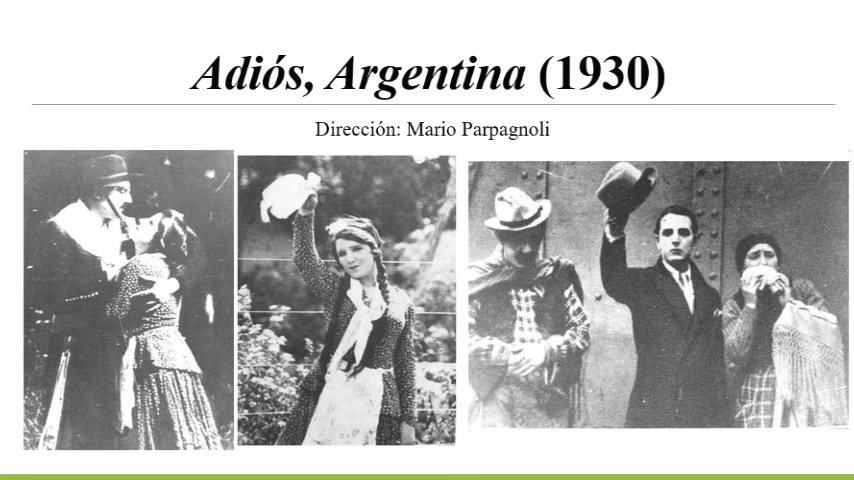 Adiós, Argentina (1930)
Dirección: Mario Parpagnoli